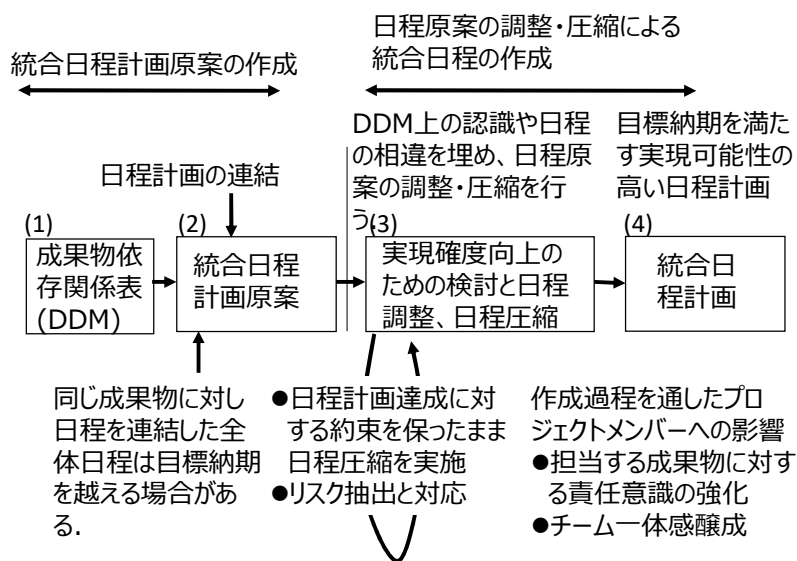 統合日程計画原案の作成
日程原案の調整・圧縮による
統合日程の作成
日程計画の連結
DDM上の認識や日程
の相違を埋め、日程原
案の調整・圧縮を行
う.
目標納期を満た
す実現可能性の
高い日程計画
(1)
成果物依
存関係表
(DDM)
(2)
統合日程
計画原案
(3)
実現確度向上の
ための検討と日程
調整、日程圧縮
(4)
統合日
程計画
同じ成果物に対し
日程を連結した全
体日程は目標納期
を越える場合があ
る.
●日程計画達成に対
する約束を保ったまま
日程圧縮を実施
●リスク抽出と対応
作成過程を通したプロ
ジェクトメンバーへの影響
●担当する成果物に対す
る責任意識の強化
●チーム一体感醸成